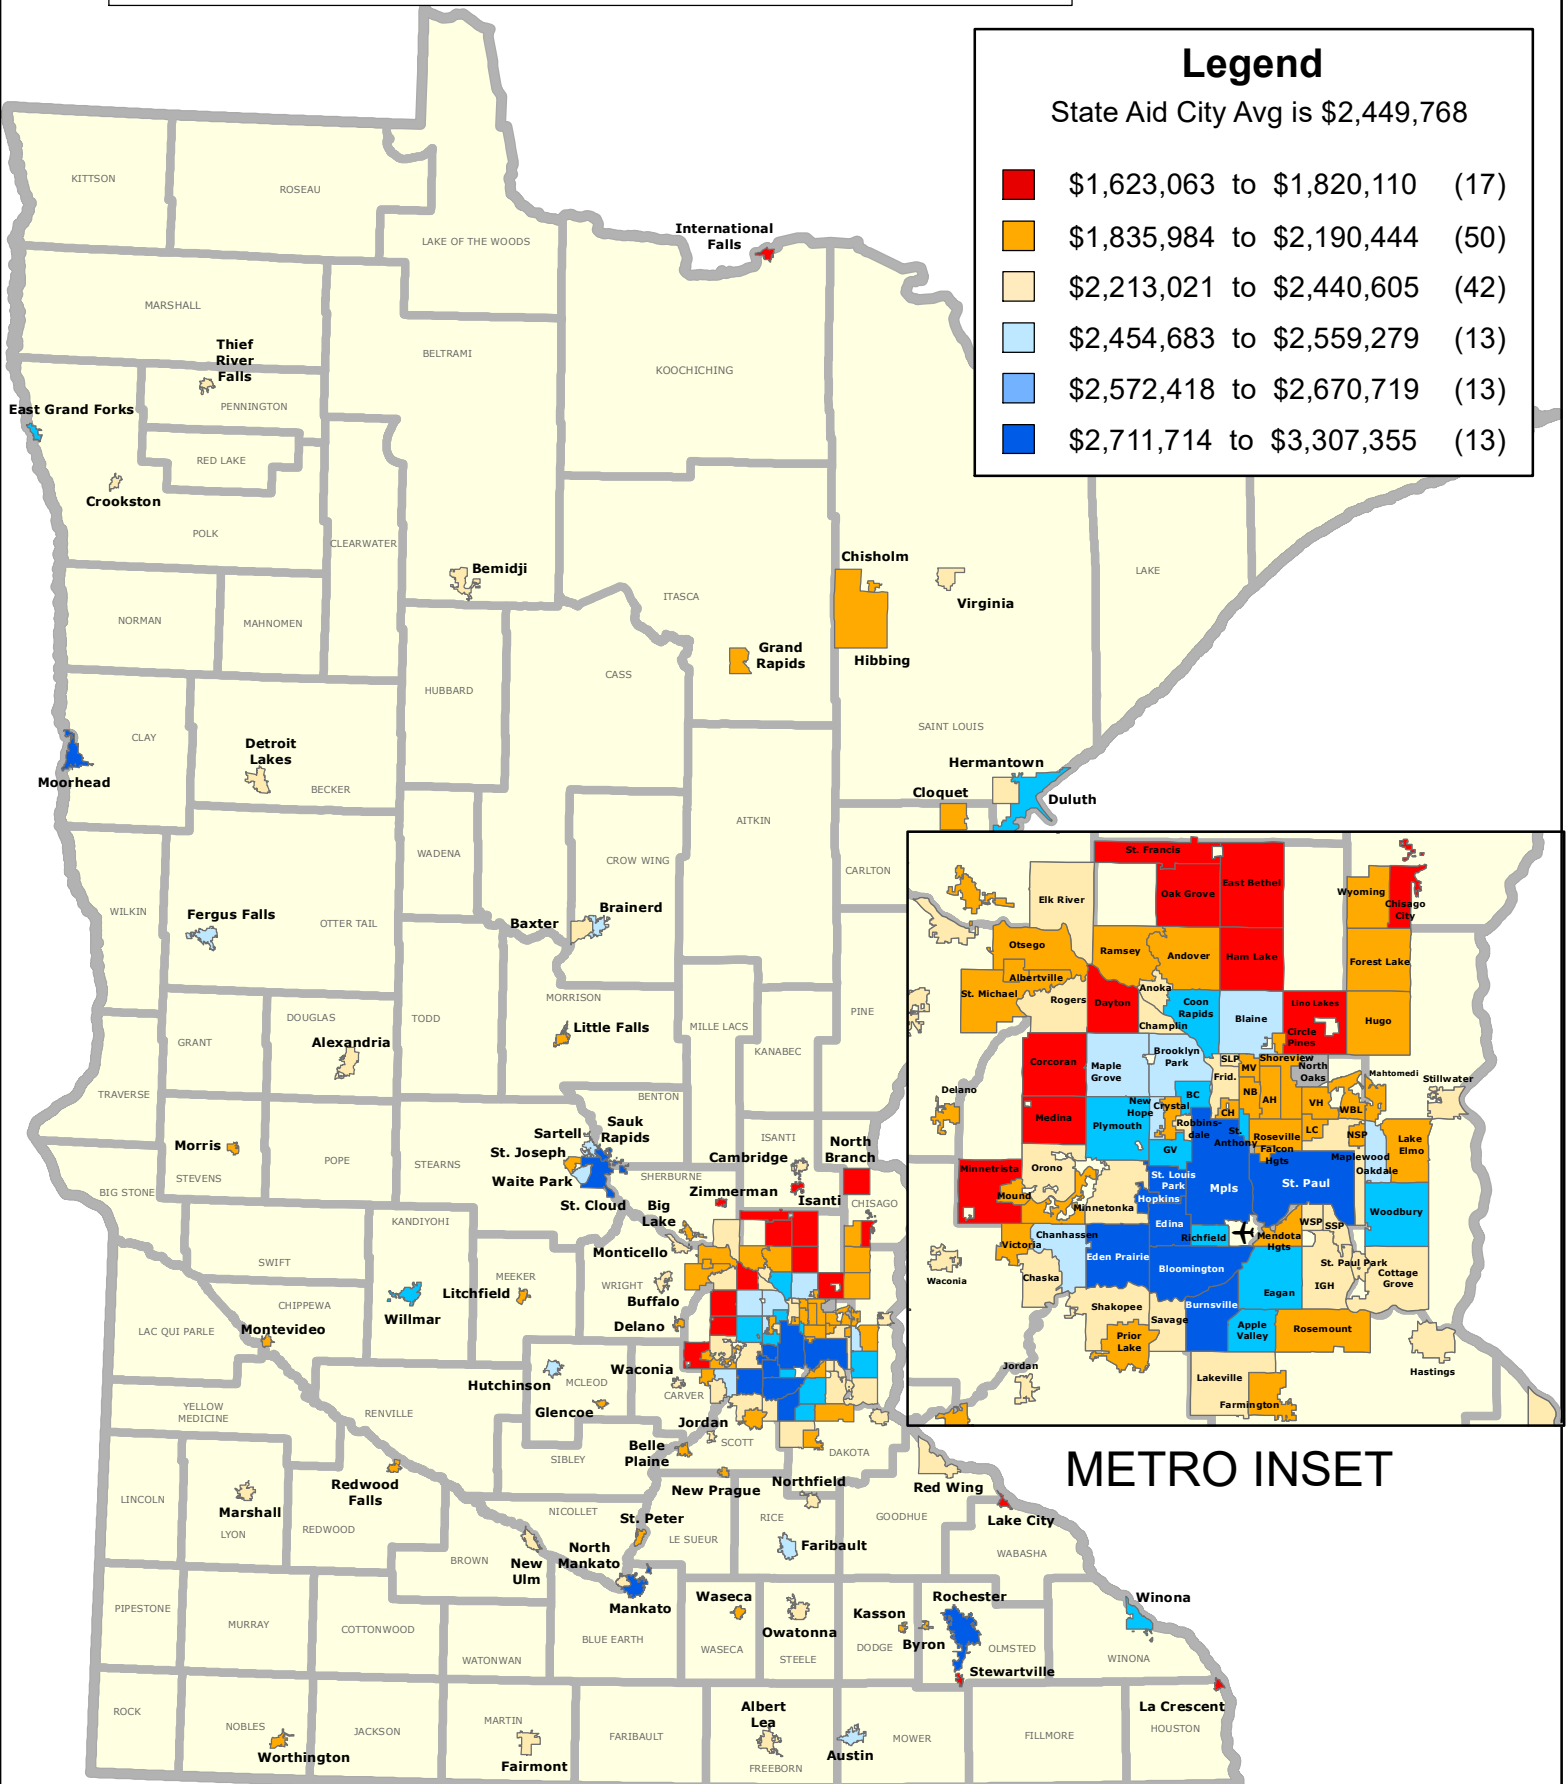 Legend
State Aid City Avg is $2,449,768
$1,623,063 to $1,820,110 (17)
$1,835,984 to $2,190,444 (50)
$2,213,021 to $2,440,605 (42)
$2,454,683 to $2,559,279 (13)
$2,572,418 to $2,670,719 (13)
$2,711,714 to $3,307,355 (13)
KITTSON
ROSEAU
LAKE OF THE WOODS
International
Falls
MARSHALL
Thief
River
Falls
BELTRAMI
KOOCHICHING
East Grand Forks
PENNINGTON
RED LAKE
Crookston
POLK
CLEARWATER
Bemidji
ITASCA
Chisholm
Virginia
LAKE
NORMAN
MAHNOMEN
Grand
Rapids
Hibbing
HUBBARD
CASS
SAINT LOUIS
CLAY
Moorhead
Detroit
Lakes
BECKER
Hermantown
Cloquet
Duluth
AITKIN
WADENA
CROW WING
CARLTON
WILKIN
Fergus Falls
OTTER TAIL
Baxter
Brainerd
MORRISON
Little Falls
MILLE LACS
KANABEC
PINE
GRANT
DOUGLAS
Alexandria
TODD
TRAVERSE
BENTON
Morris
STEVENS
POPE
STEARNS
Sartell
Sauk
Rapids
St. Joseph
Waite Park
St. Cloud
SHERBURNE
ISANTI
Cambridge
North
Branch
Zimmerman
Isanti
CHISAGO
BIG STONE
Big
Lake
Monticello
KANDIYOHI
SWIFT
MEEKER
WRIGHT
Buffalo
Litchfield
Willmar
CHIPPEWA
LAC QUI PARLE
Montevideo
Delano
Waconia
Hutchinson
MCLEOD
Glencoe
CARVER
Jordan
SCOTT
DAKOTA
YELLOW
MEDICINE
RENVILLE
SIBLEY
Belle
Plaine
New Prague
Northfield
Red Wing
Lake City
LINCOLN
Marshall
LYON
Redwood
Falls
REDWOOD
NICOLLET
St. Peter
LE SUEUR
RICE
Faribault
GOODHUE
WABASHA
BROWN
New
Ulm
North
Mankato
Mankato
Waseca
WASECA
Owatonna
STEELE
Kasson
DODGE
Byron
Rochester
OLMSTED
Stewartville
Winona
WINONA
PIPESTONE
MURRAY
COTTONWOOD
WATONWAN
BLUE EARTH
La Crescent
HOUSTON
ROCK
NOBLES
Worthington
JACKSON
MARTIN
Fairmont
FARIBAULT
Albert
Lea
FREEBORN
Austin
MOWER
FILLMORE
St. Francis
Oak Grove
East Bethel
Elk River
Wyoming
Chisago
City
Otsego
Ramsey
Andover
Ham Lake
Forest Lake
Albertville
St. Michael
Rogers
Dayton
Anoka
Champlin
Coon
Rapids
Blaine
Lino Lakes
Circle
Pines
Hugo
Corcoran
Maple
Grove
Brooklyn
Park
SLP
Frid.
MV
Shoreview
North
Oaks
Mahtomedi
Stillwater
Delano
Medina
Plymouth
New
Hope
Crystal
BC
Robbins-
dale
CH
NB
AH
VH
WBL
St.
Anthony
Roseville
Falcon
Hgts
LC
NSP
Maplewood
Oakdale
Lake
Elmo
GV
Minnetrista
Orono
Mound
Minnetonka
St. Louis
Park
Hopkins
Mpls
St. Paul
Woodbury
Edina
Richfield
Victoria
Chanhassen
Eden Prairie
Bloomington
Mendota
Hgts
WSP
SSP
St. Paul Park
Cottage
Grove
Waconia
Chaska
Eagan
IGH
Shakopee
Savage
Burnsville
Apple
Valley
Rosemount
Prior
Lake
Hastings
Jordan
Lakeville
Farmington
METRO INSET